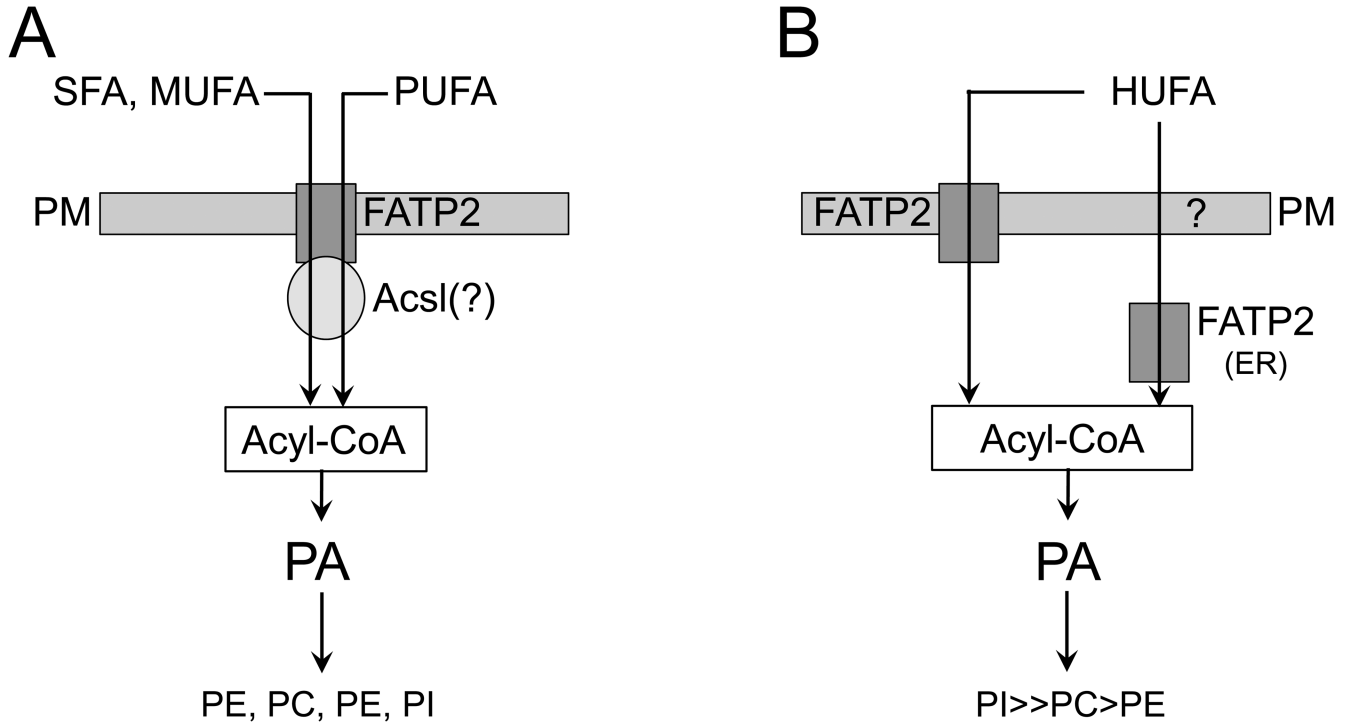 A
SFA, MUFA
PUFA
PM
FATP2
Acsl(?)
Acyl-CoA
PA
PE, PC, PE, PI
B
HUFA
FATP2
?
PM
FATP2
(ER)
Acyl-CoA
PA
PI>>PC>PE